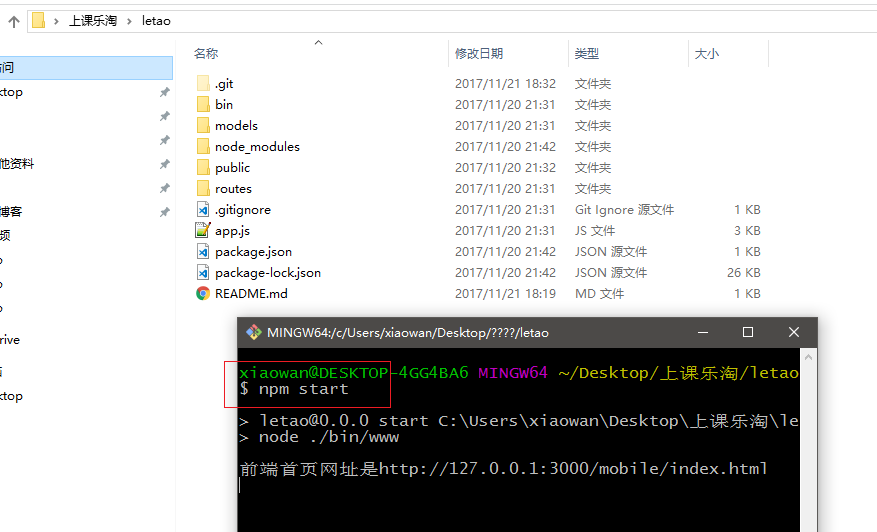 上课乐淘 letao
名称 修改日期 类型 大小
问
.git 2017/11/21 18:32 文件夹
ktop
bin 2017/11/20 21:31 文件夹
models 2017/11/20 21:31 文件夹
node_modules 2017/11/20 21:42 文件夹
他资料
public 2017/11/20 21:32 文件夹
routes 2017/11/20 21:31 文件夹
博客
.gitignore 2017/11/20 21:31 Git Ignore 源文件 1 KB
频
app.js 2017/11/20 21:31 JS 文件 3 KB
package.json 2017/11/20 21:42 JSON 源文件 1 KB
package-lock.json 2017/11/20 21:42 JSON 源文件 26 KB
README.md 2017/11/21 18:19 MD 文件 1 KB
rive
ktop
MINGW64:/c/Users/xiaowan/Desktop/????/letao
xiaowan@DESKTOP-4GG4BA6 MINGW64 ~/Desktop/上课乐淘/letao
$ npm start
> letao@0.0.0 start C:\Users\xiaowan\Desktop\上课乐淘\le
> node ./bin/www
前端首页网址是http://127.0.0.1:3000/mobile/index.html